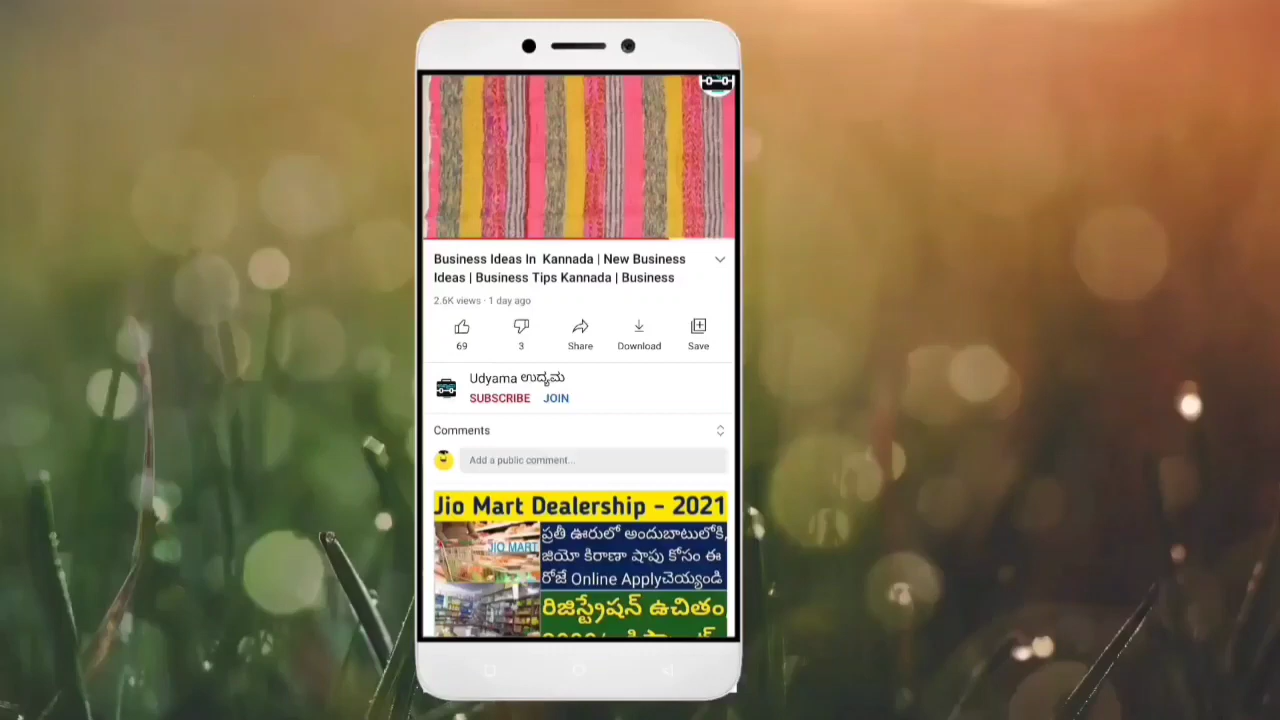 Business Ideas In Kannada | New Business
Ideas | Business Tips Kannada | Business
2.6K views · 1 day ago
69
3
Share
Download
Save
Udyama ಉದ್ಯಮ
SUBSCRIBE JOIN
Comments
Add a public comment...
Jio Mart Dealership - 2021
JIO MART
ప్రతీ ఊరులో అందుబాటులోకి,
జియో కిరాణా షాపు కోసం ఈ
రోజే Online Applyచెయ్యండి
రిజిస్ట్రేషన్ ఉచితం,